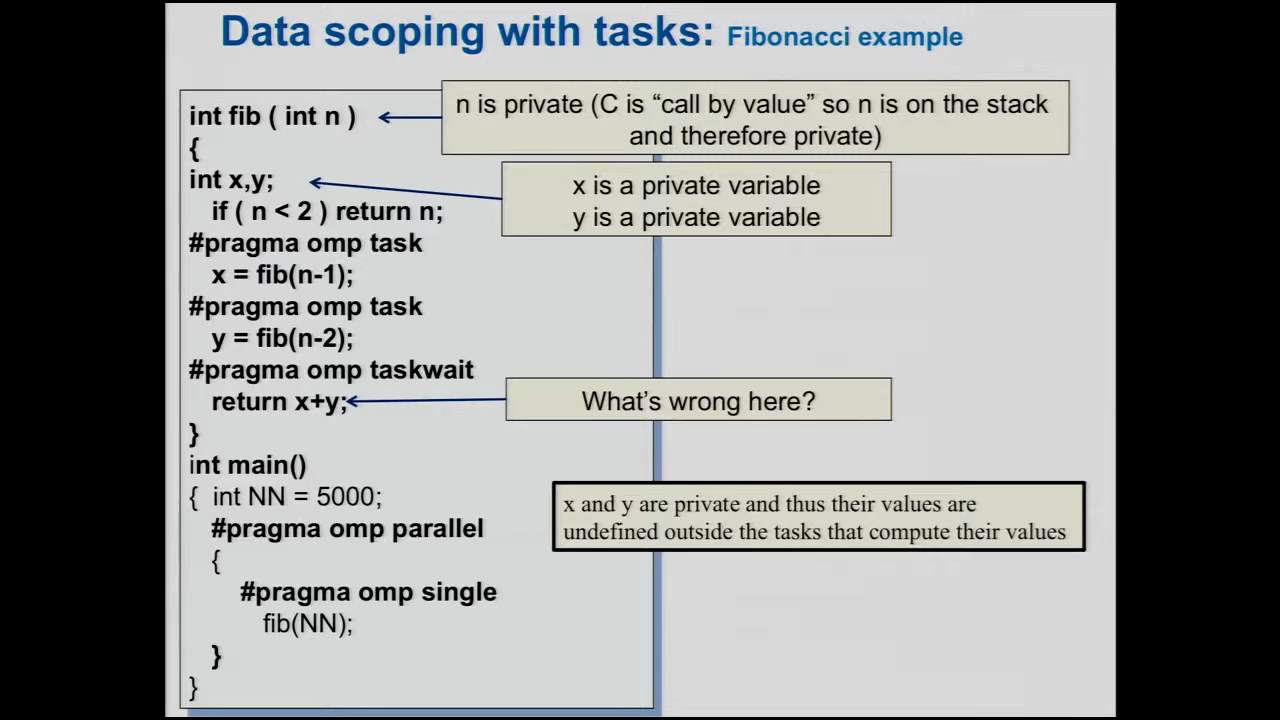 Data scoping with tasks: Fibonacci example
n is private (C is “call by value” so n is on the stack
and therefore private)
int fib ( int n )
{
int x,y;
x is a private variable
y is a private variable
if ( n < 2 ) return n;
#pragma omp task
x = fib(n-1);
#pragma omp task
y = fib(n-2);
#pragma omp taskwait
return x+y;
What’s wrong here?
}
int main()
{ int NN = 5000;
#pragma omp parallel
{
#pragma omp single
fib(NN);
}
}
x and y are private and thus their values are
undefined outside the tasks that compute their values